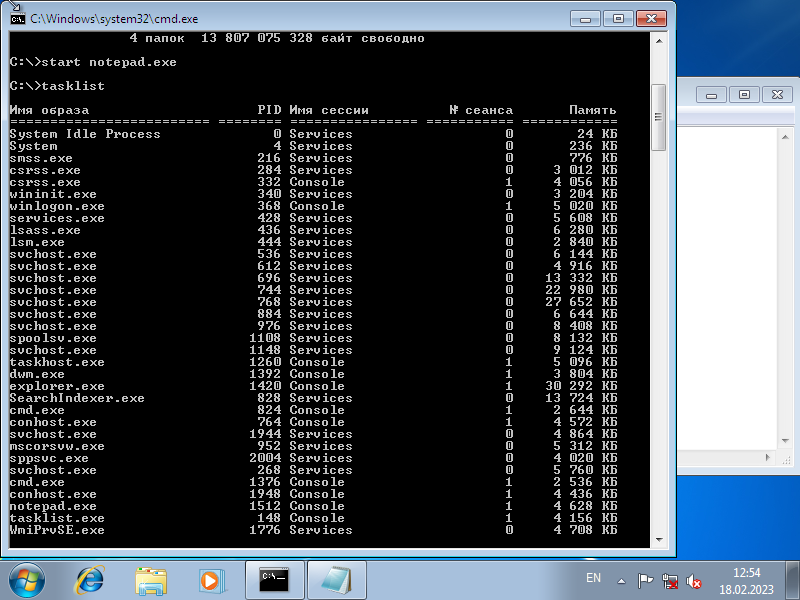 C:\Windows\system32\cmd.exe
4 папок  13 807 075 328 байт свободно
C:\>start notepad.exe
C:\>tasklist
Имя образа                     PID Имя сессии          № сеанса       Память
========================= ======== ================ =========== ============
System Idle Process              0 Services                   0        24 КБ
System                           4 Services                   0       236 КБ
smss.exe                       216 Services                   0       776 КБ
csrss.exe                      284 Services                   0     3 012 КБ
csrss.exe                      332 Console                    1     4 056 КБ
wininit.exe                    340 Services                   0     3 204 КБ
winlogon.exe                   368 Console                    1     5 020 КБ
services.exe                   428 Services                   0     5 608 КБ
lsass.exe                      436 Services                   0     6 280 КБ
lsm.exe                        444 Services                   0     2 840 КБ
svchost.exe                    536 Services                   0     6 144 КБ
svchost.exe                    612 Services                   0     4 916 КБ
svchost.exe                    696 Services                   0    13 332 КБ
svchost.exe                    744 Services                   0    22 980 КБ
svchost.exe                    768 Services                   0    27 652 КБ
svchost.exe                    884 Services                   0     6 644 КБ
svchost.exe                    976 Services                   0     8 408 КБ
spoolsv.exe                   1108 Services                   0     8 132 КБ
svchost.exe                   1148 Services                   0     9 124 КБ
taskhost.exe                  1260 Console                    1     5 096 КБ
dwm.exe                       1392 Console                    1     3 804 КБ
explorer.exe                  1420 Console                    1    30 292 КБ
SearchIndexer.exe              828 Services                   0    13 724 КБ
cmd.exe                        824 Console                    1     2 644 КБ
conhost.exe                    764 Console                    1     4 572 КБ
svchost.exe                   1944 Services                   0     4 864 КБ
mscorsvw.exe                   952 Services                   0     5 312 КБ
sppsvc.exe                    2004 Services                   0     4 020 КБ
svchost.exe                    268 Services                   0     5 760 КБ
cmd.exe                       1376 Console                    1     2 536 КБ
conhost.exe                   1948 Console                    1     4 436 КБ
notepad.exe                   1512 Console                    1     4 628 КБ
tasklist.exe                   148 Console                    1     4 156 КБ
WmiPrvSE.exe                  1776 Services                   0     4 708 КБ
EN
12:54
18.02.2023